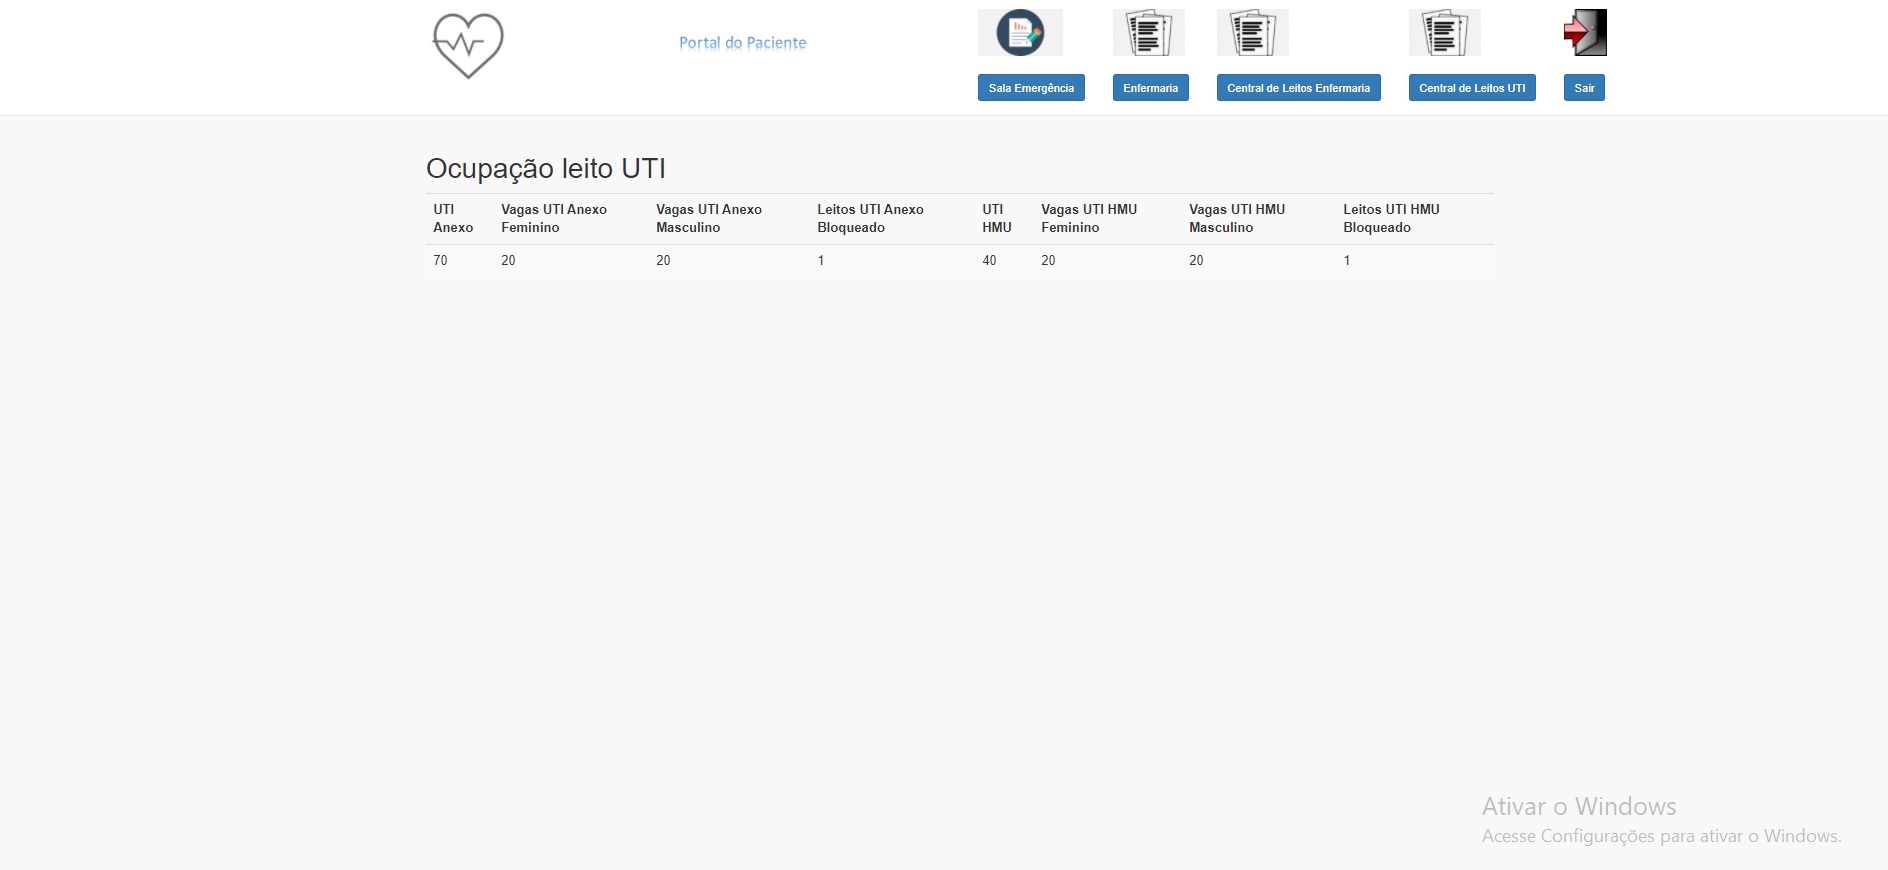 Portal do Paciente
Sala Emergência
Enfermaria
Central de Leitos Enfermaria
Central de Leitos UTI
Sair
Ocupação leito UTI
UTI Anexo
Vagas UTI Anexo Feminino
Vagas UTI Anexo Masculino
Leitos UTI Anexo Bloqueado
UTI HMU
Vagas UTI HMU Feminino
Vagas UTI HMU Masculino
Leitos UTI HMU Bloqueado
70 20 20 1 40 20 20 1
Ativar o Windows
Acesse Configurações para ativar o Windows.